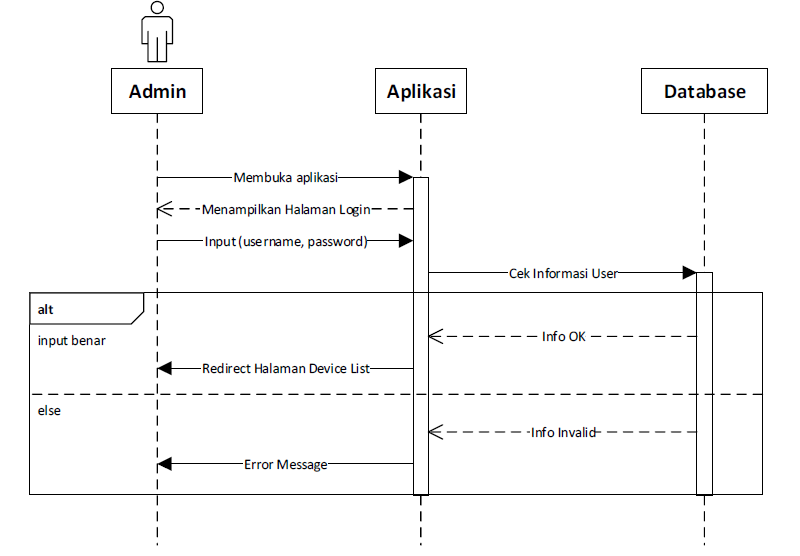 Admin
Aplikasi
Database
Membuka aplikasi
Menampilkan Halaman Login
Input (username, password)
Cek Informasi User
alt
input benar
Info OK
Redirect Halaman Device List
else
Info Invalid
Error Message